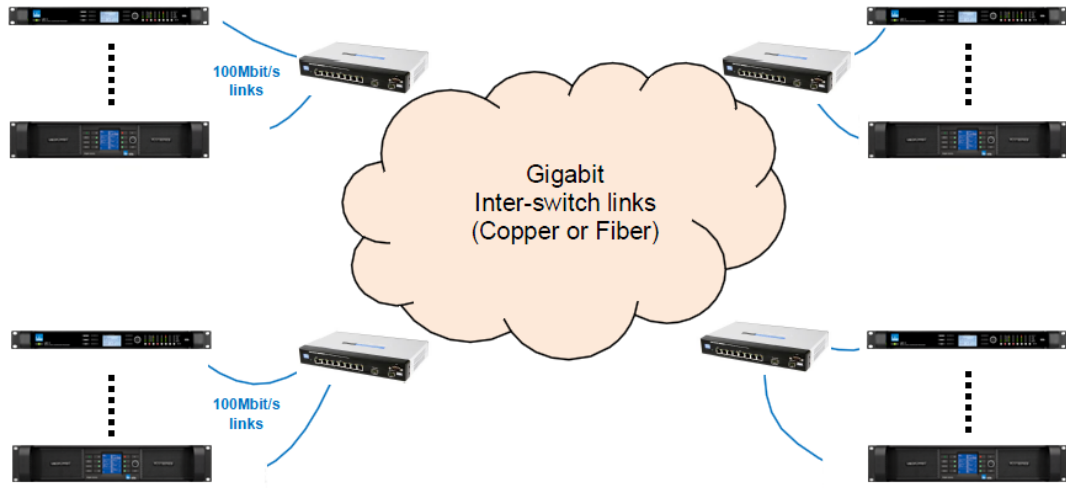 100Mbit/s
links
Gigabit
Inter-switch links
(Copper or Fiber)
100Mbit/s
links